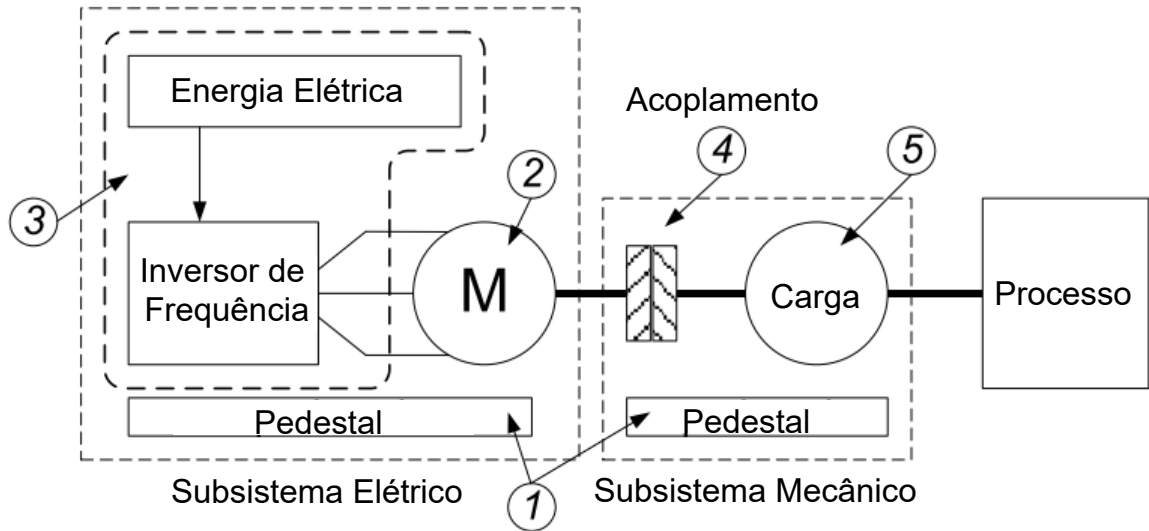 Energia Elétrica
Acoplamento
4
5
2
3
Inversor de
Frequência
M
Carga
Processo
Pedestal
Pedestal
Subsistema Elétrico
1
Subsistema Mecânico